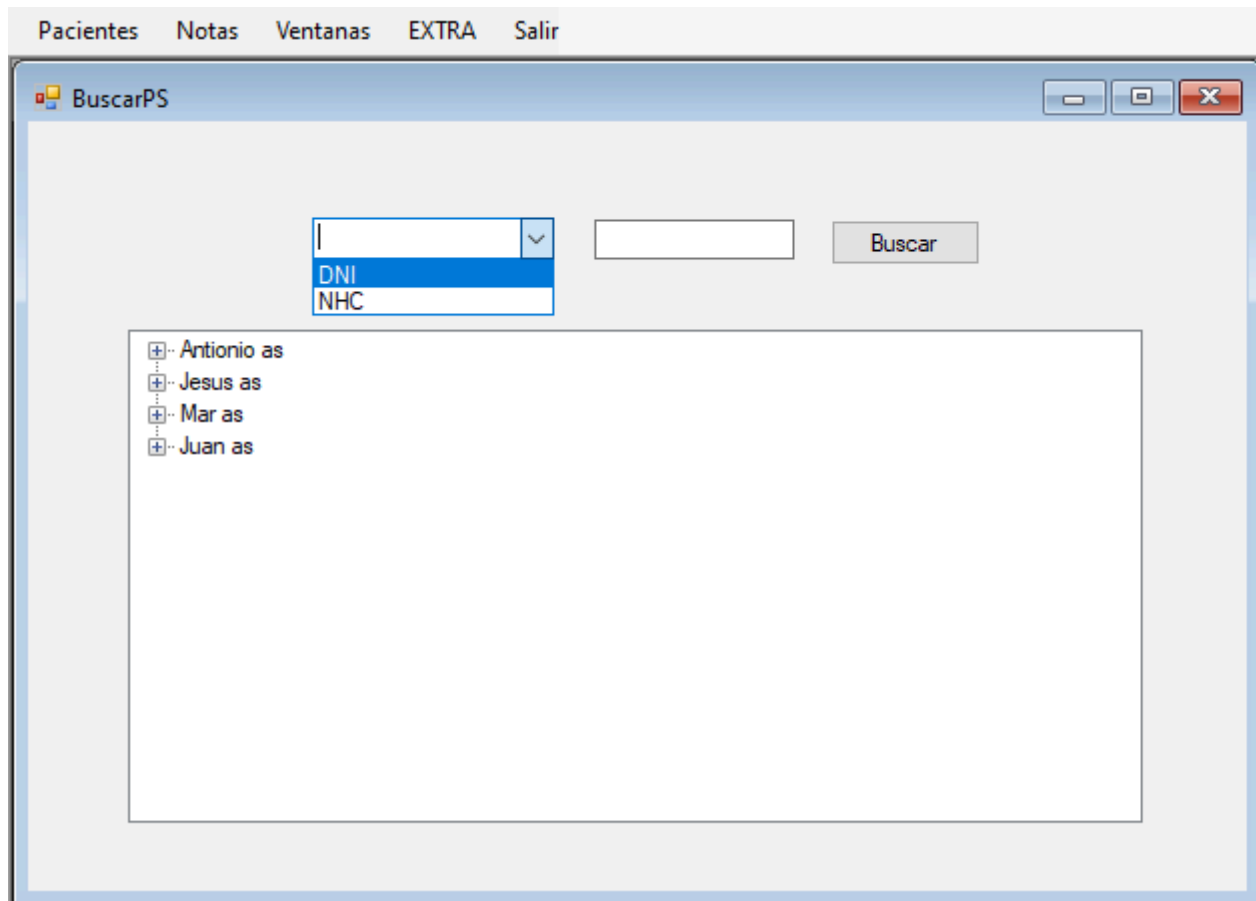 Pacientes Notas Ventanas EXTRA Salir
BuscarPS
Buscar
DNI
NHC
Antionio as
Jesus as
Mar as
Juan as